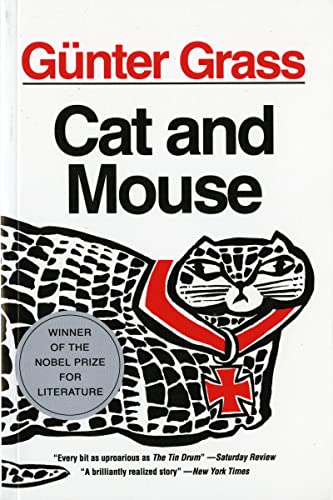 Günter Grass
Cat and
Mouse
WINNER
OF THE
NOBEL PRIZE
FOR
LITERATURE
"Every bit as uproarious as The Tin Drum" —Saturday Review
"A brilliantly realized story" —New York Times